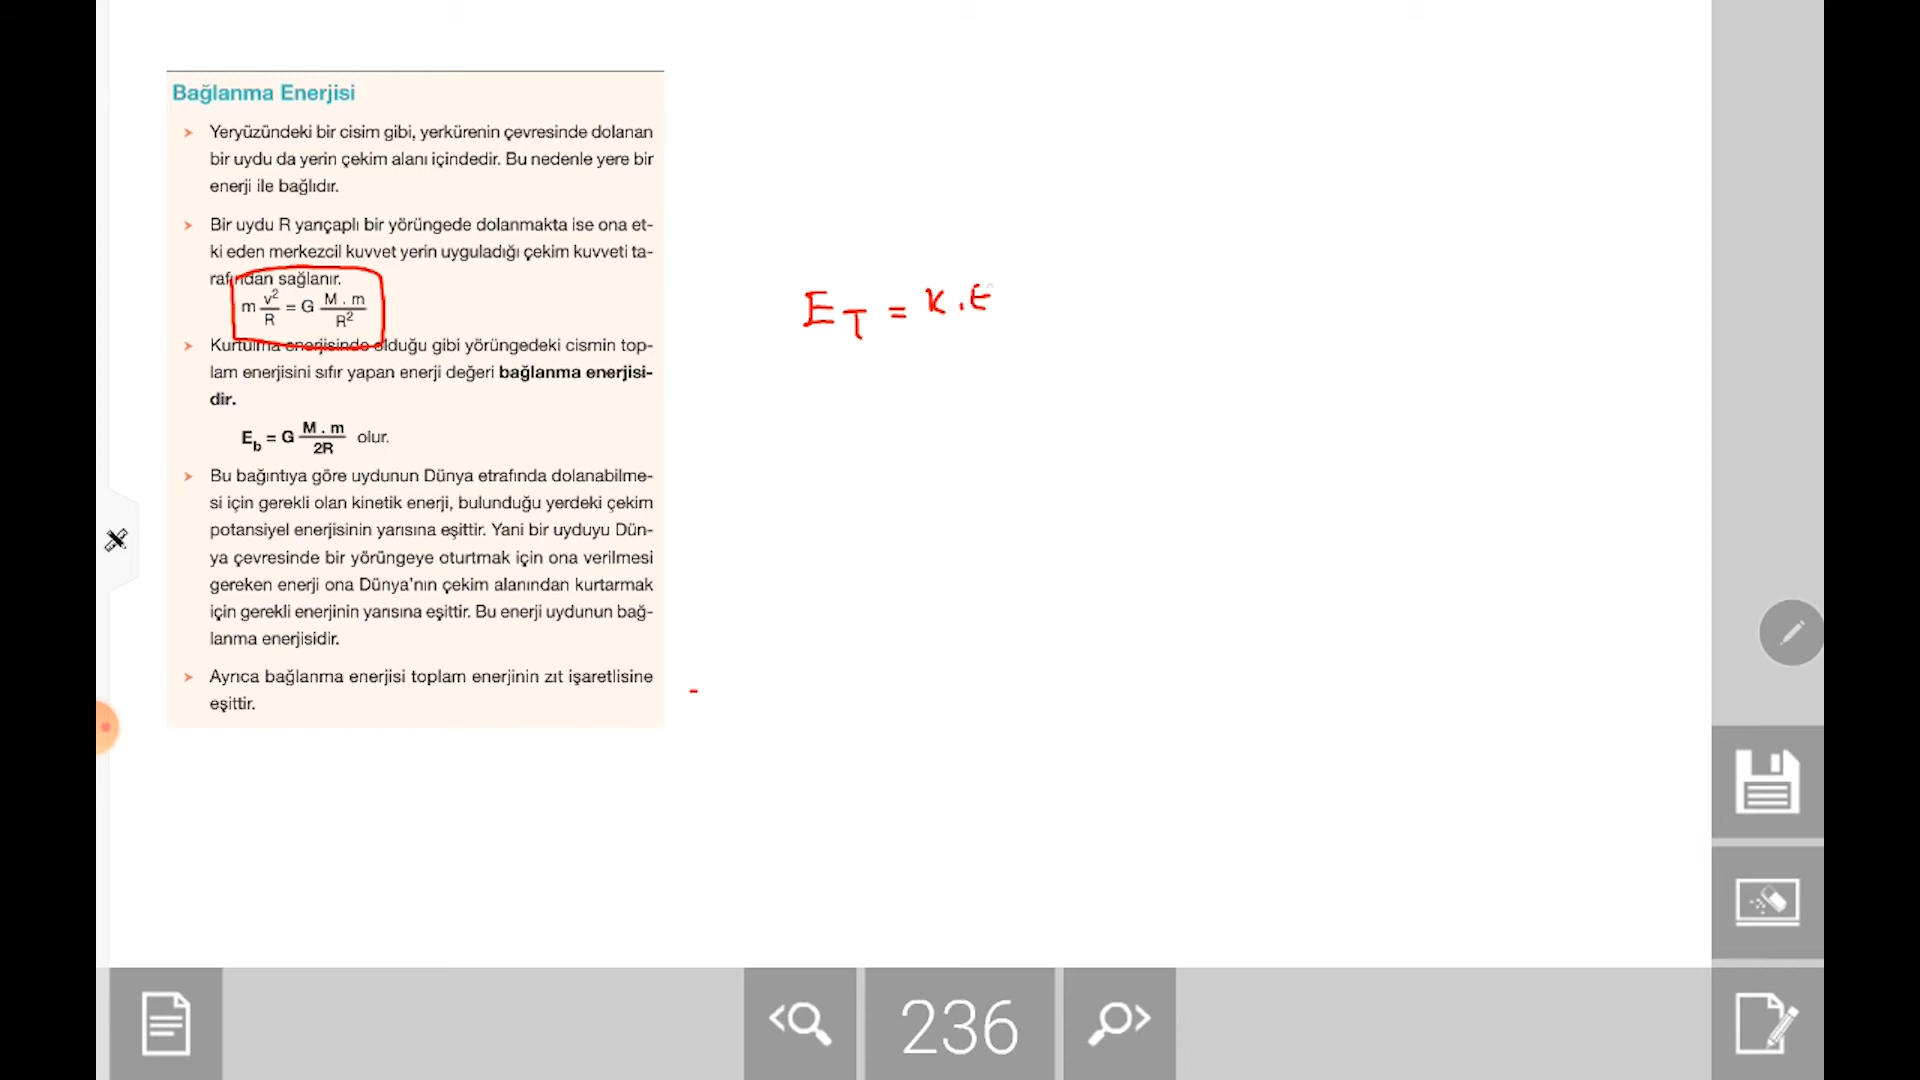 Bağlanma Enerjisi
➤ Yeryüzündeki bir cisim gibi, yerkürenin çevresinde dolanan
bir uydu da yerin çekim alanı içindedir. Bu nedenle yere bir
enerji ile bağlıdır.
➤ Bir uydu R yarıçaplı bir yörüngede dolanmakta ise ona et-
ki eden merkezcil kuvvet yerin uyguladığı çekim kuvveti ta-
rafından sağlanır.
m v²/R = G M . m/R²
➤ Kurtulma enerjisinde olduğu gibi yörüngedeki cismin top-
lam enerjisini sıfır yapan enerji değeri bağlanma enerjisi-
dir.
E_b = G M . m/2R olur.
➤ Bu bağıntıya göre uydunun Dünya etrafında dolanabilme-
si için gerekli olan kinetik enerji, bulunduğu yerdeki çekim
potansiyel enerjisinin yarısına eşittir. Yani bir uyduyu Dün-
ya çevresinde bir yörüngeye oturtmak için ona verilmesi
gereken enerji ona Dünya'nın çekim alanından kurtarmak
için gerekli enerjinin yarısına eşittir. Bu enerji uydunun bağ-
lanma enerjisidir.
➤ Ayrıca bağlanma enerjisi toplam enerjinin zıt işaretlisine
eşittir.
E_T = K.E
236